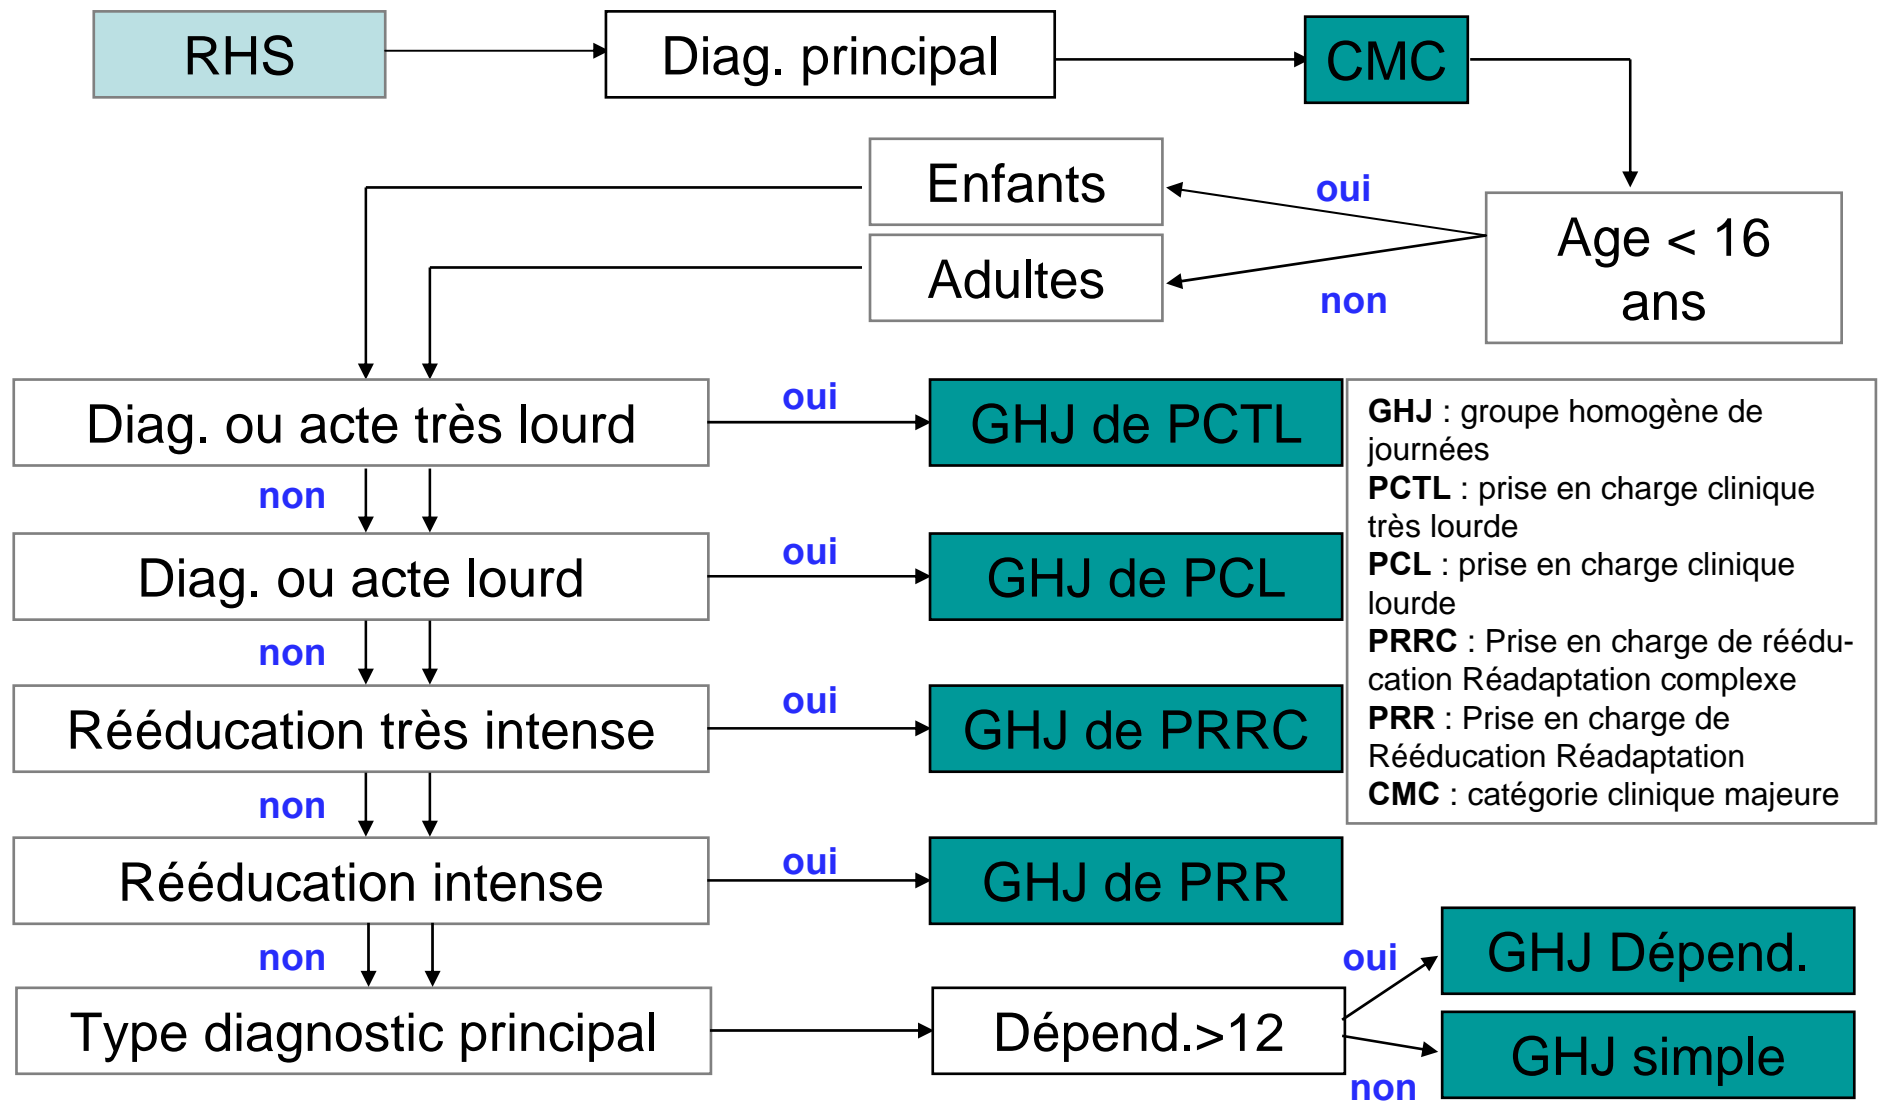 RHS
Diag. principal
CMC
Enfants
oui
Age < 16
ans
Adultes
non
Diag. ou acte très lourd
oui
GHJ de PCTL
non
Diag. ou acte lourd
oui
GHJ de PCL
non
Rééducation très intense
oui
GHJ de PRRC
non
Rééducation intense
oui
GHJ de PRR
non
Type diagnostic principal
Dépend.>12
oui
GHJ Dépend.
non
GHJ simple
GHJ : groupe homogène de
journées
PCTL : prise en charge clinique
très lourde
PCL : prise en charge clinique
lourde
PRRC : Prise en charge de réédu-
cation Réadaptation complexe
PRR : Prise en charge de
Rééducation Réadaptation
CMC : catégorie clinique majeure